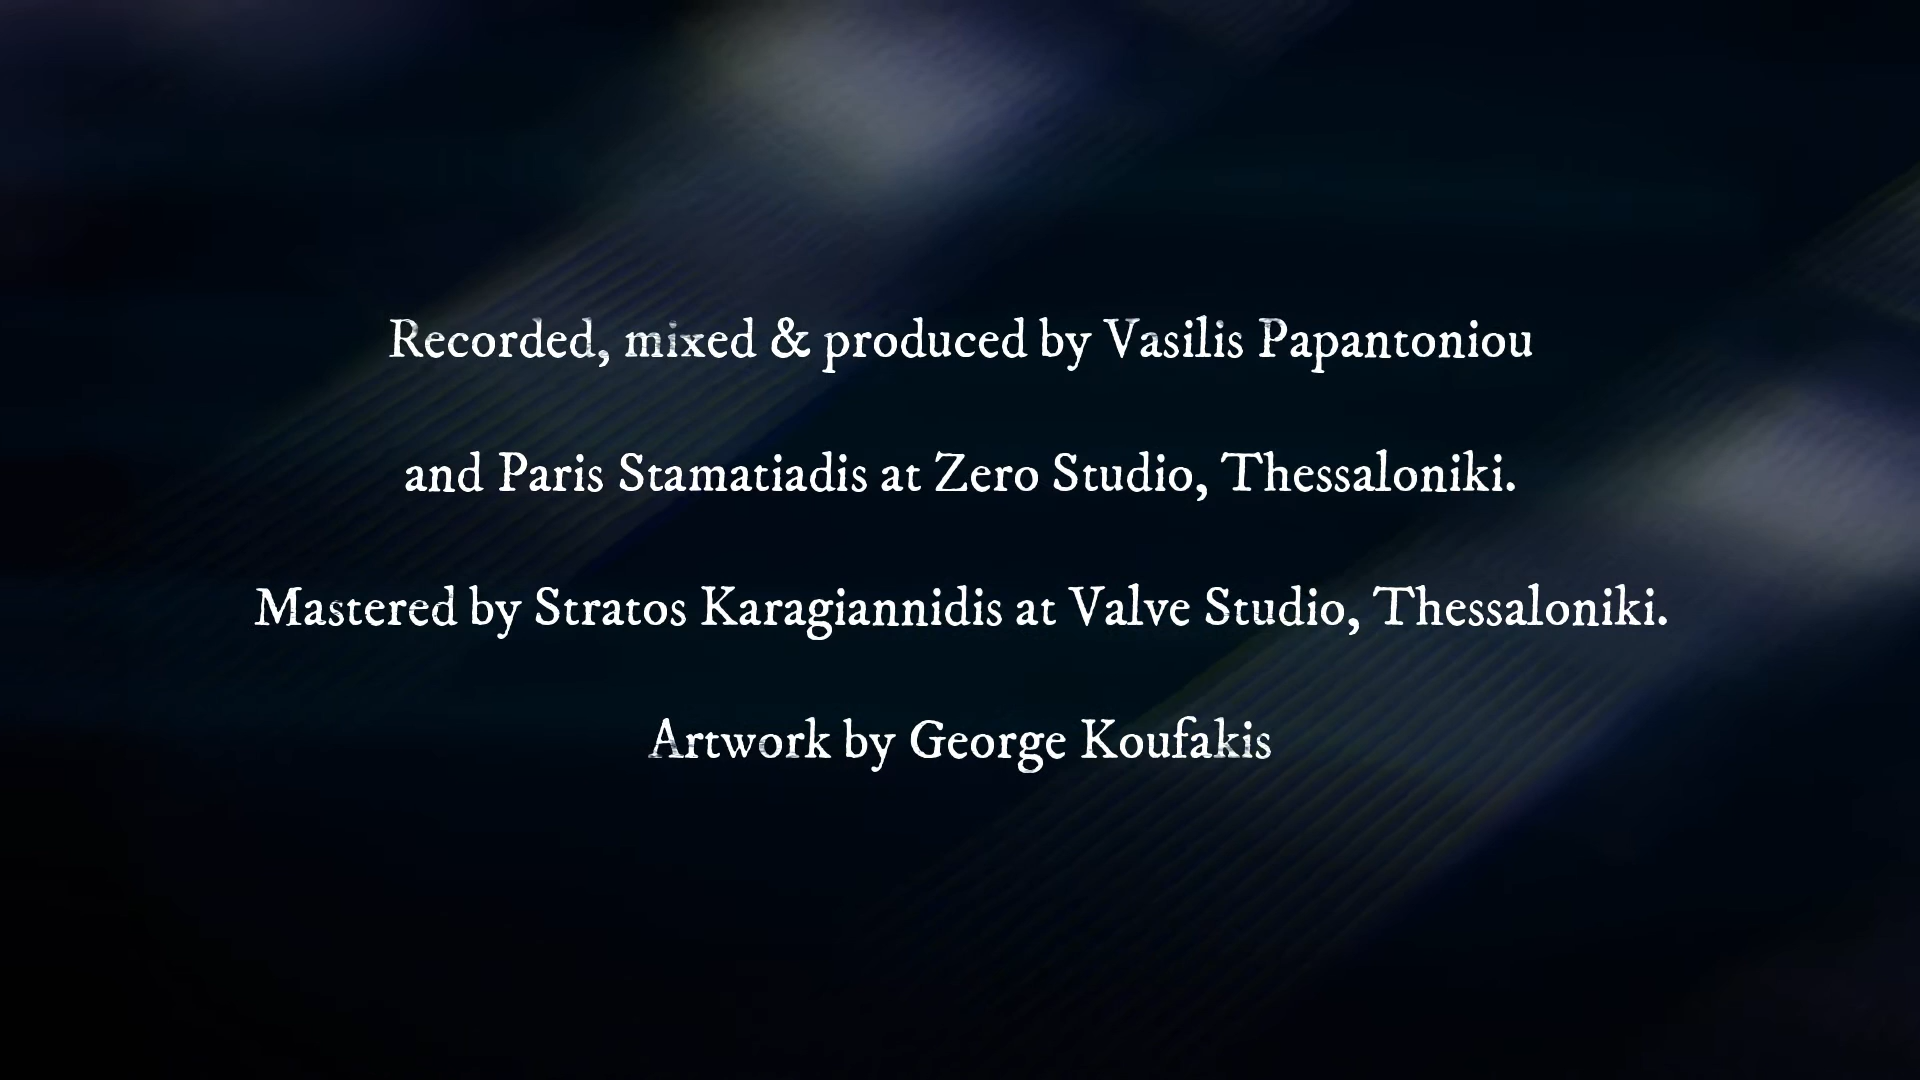 Recorded, mixed & produced by Vasilis Papantoniou
and Paris Stamatiadis at Zero Studio, Thessaloniki.
Mastered by Stratos Karagiannidis at Valve Studio, Thessaloniki.
Artwork by George Koufakis